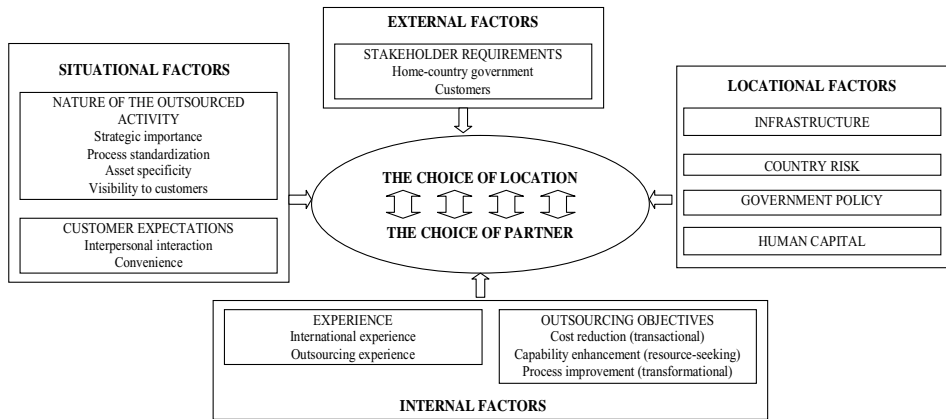 EXTERNAL FACTORS
STAKEHOLDER REQUIREMENTS
Home-country government
Customers
SITUATIONAL FACTORS
NATURE OF THE OUTSOURCED
ACTIVITY
Strategic importance
Process standardization
Asset specificity
Visibility to customers
CUSTOMER EXPECTATIONS
Interpersonal interaction
Convenience
THE CHOICE OF LOCATION
THE CHOICE OF PARTNER
LOCATIONAL FACTORS
INFRASTRUCTURE
COUNTRY RISK
GOVERNMENT POLICY
HUMAN CAPITAL
EXPERIENCE
International experience
Outsourcing experience
OUTSOURCING OBJECTIVES
Cost reduction (transactional)
Capability enhancement (resource-seeking)
Process improvement (transformational)
INTERNAL FACTORS